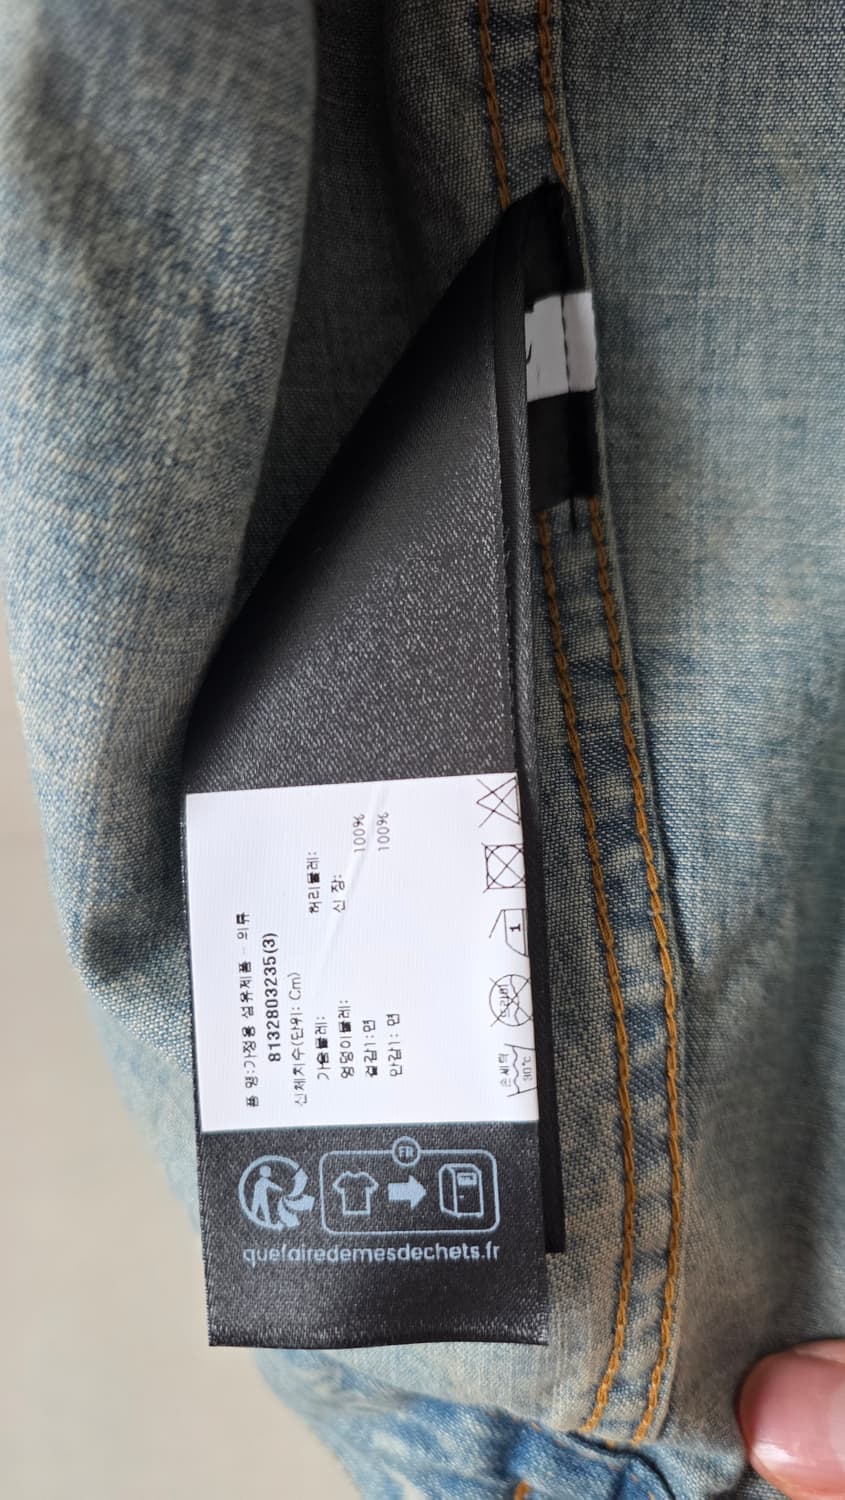 품 명:가정용 섬유제품 - 의류
8132803235(3)
신체치수(단위: Cm)
가슴둘레: 허리둘레:
엉덩이둘레: 신 장:
겉감1:면 100%
안감1: 면 100%
손세탁
30℃
드라이
1
FR
quefairedemesdechets.fr